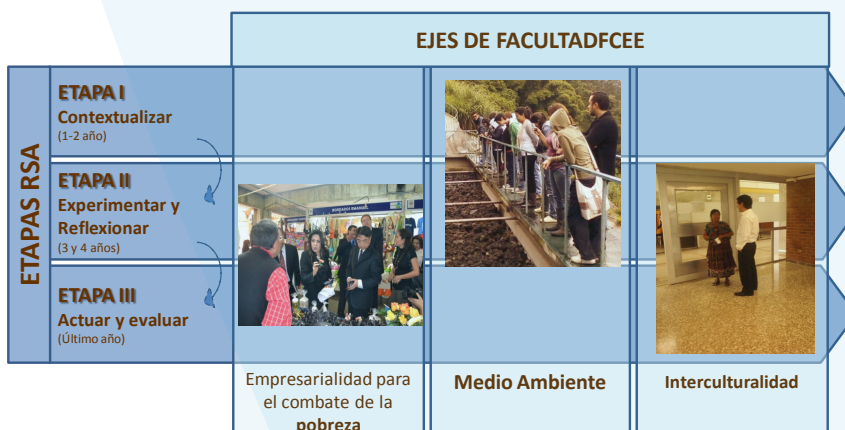 EJES DE FACULTADFCEE
ETAPAS RSA
ETAPA I
Contextualizar
(1-2 año)
ETAPA II
Experimentar y
Reflexionar
(3 y 4 años)
ETAPA III
Actuar y evaluar
(Último año)
Empresarialidad para
el combate de la
pobreza
Medio Ambiente
Interculturalidad